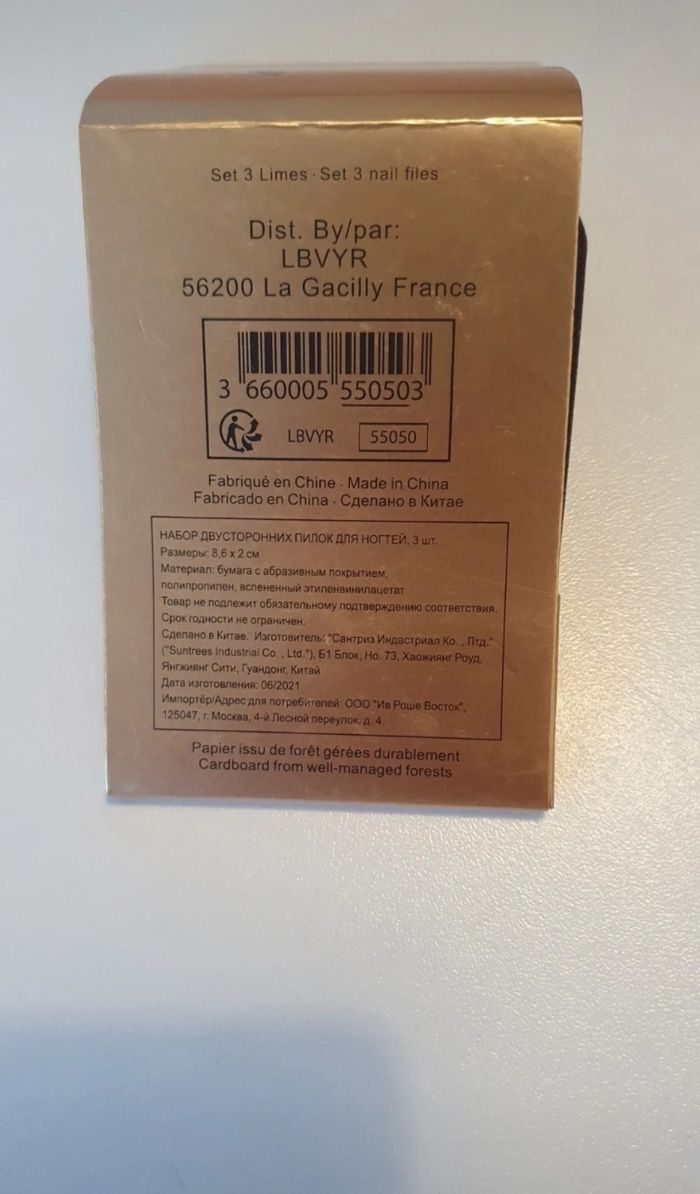 Set 3 Limes · Set 3 nail files
Dist. By/par:
LBVYR
56200 La Gacilly France
3 660005 550503
LBVYR 55050
Fabriqué en Chine · Made in China
Fabricado en China · Сделано в Китае
НАБОР ДВУСТОРОННИХ ПИЛОК ДЛЯ НОГТЕЙ, 3 шт.
Размеры: 8,6 х 2 см
Материал: бумага с абразивным покрытием,
полипропилен, вспененный этиленвинилацетат
Товар не подлежит обязательному подтверждению соответствия.
Срок годности не ограничен.
Сделано в Китае. Изготовитель: "Сантриз Индастриал Ко. , Лтд."
("Suntrees Industrial Co. , Ltd."), Б1 Блок, Но. 73, Хаожиянг Роуд,
Янгжиянг Сити, Гуандонг, Китай
Дата изготовления: 06/2021
Импортёр/Адрес для потребителей: ООО "Ив Роше Восток",
125047, г. Москва, 4-й Лесной переулок, д. 4.
Papier issu de forêt gérées durablement
Cardboard from well-managed forests